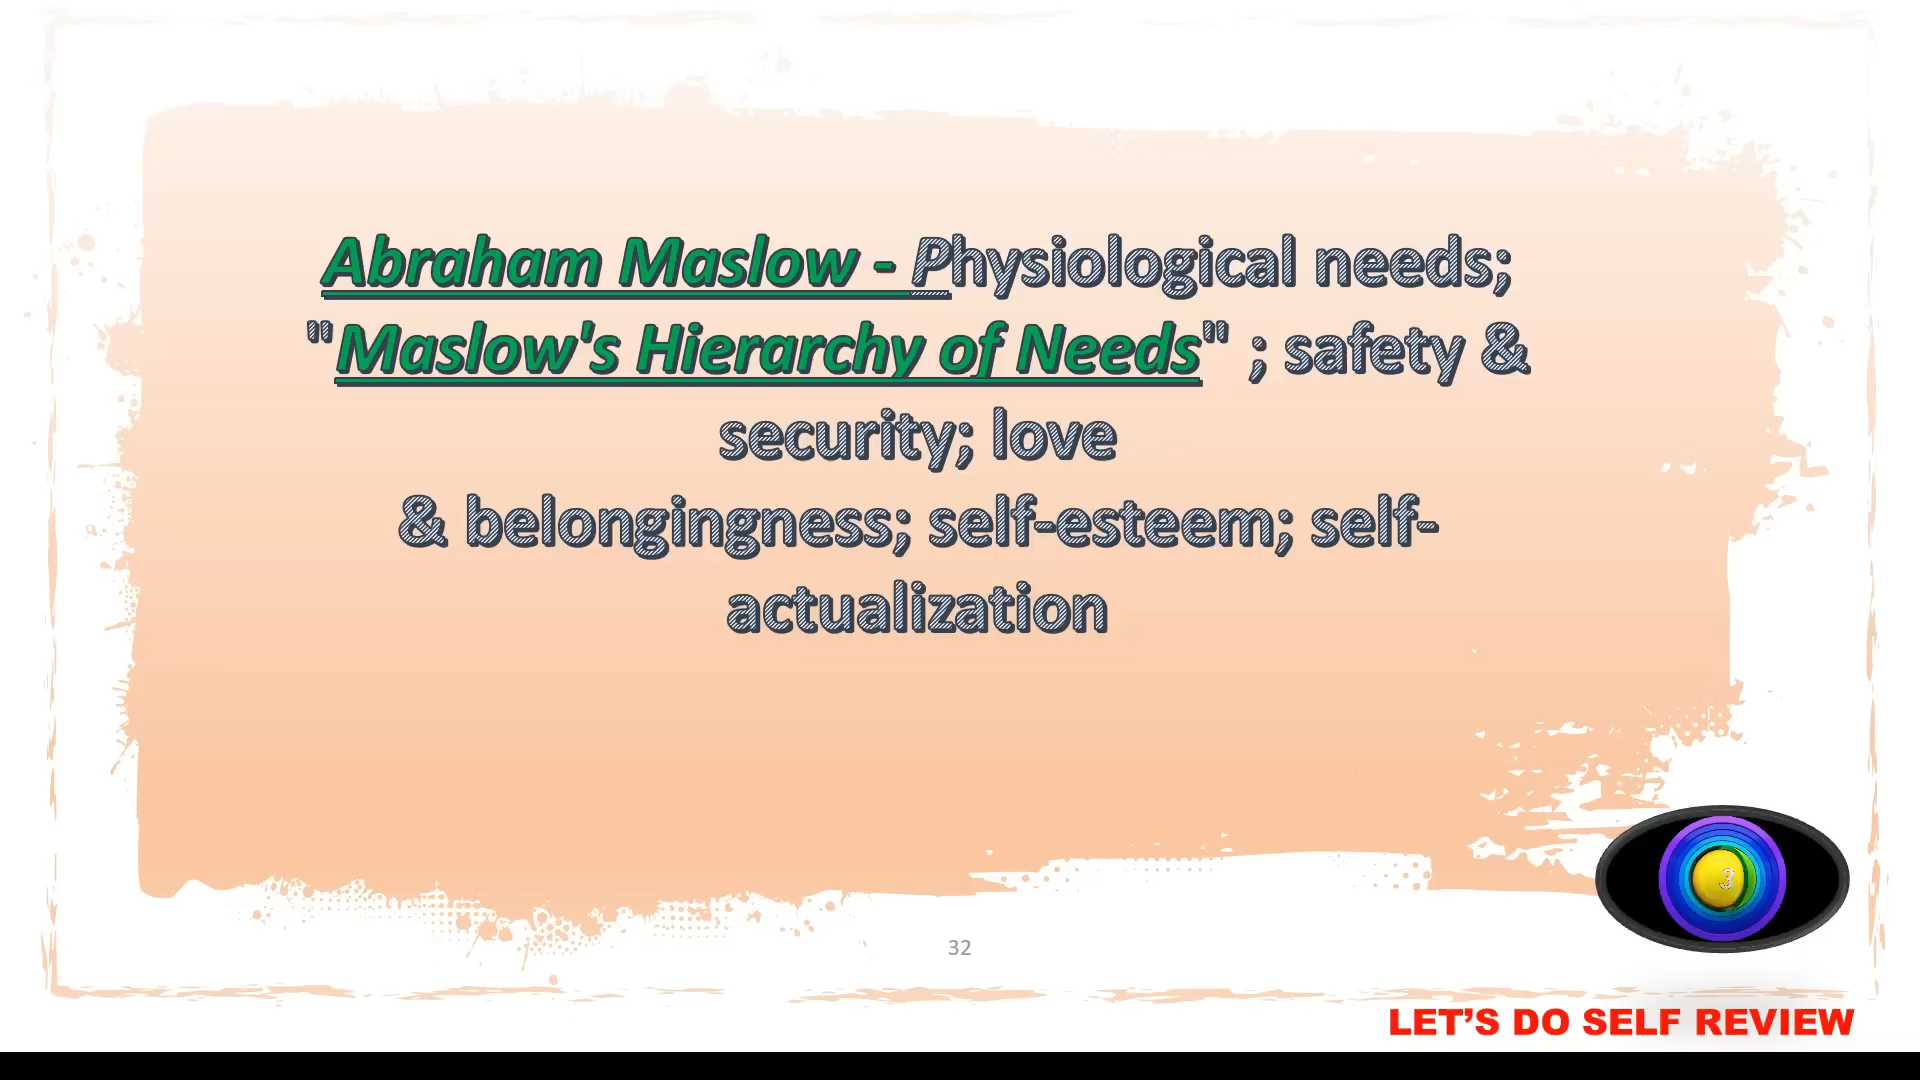 Abraham Maslow - Physiological needs;
"Maslow's Hierarchy of Needs" ; safety &
security; love
& belongingness; self-esteem; self-
actualization
3
32
LET'S DO SELF REVIEW